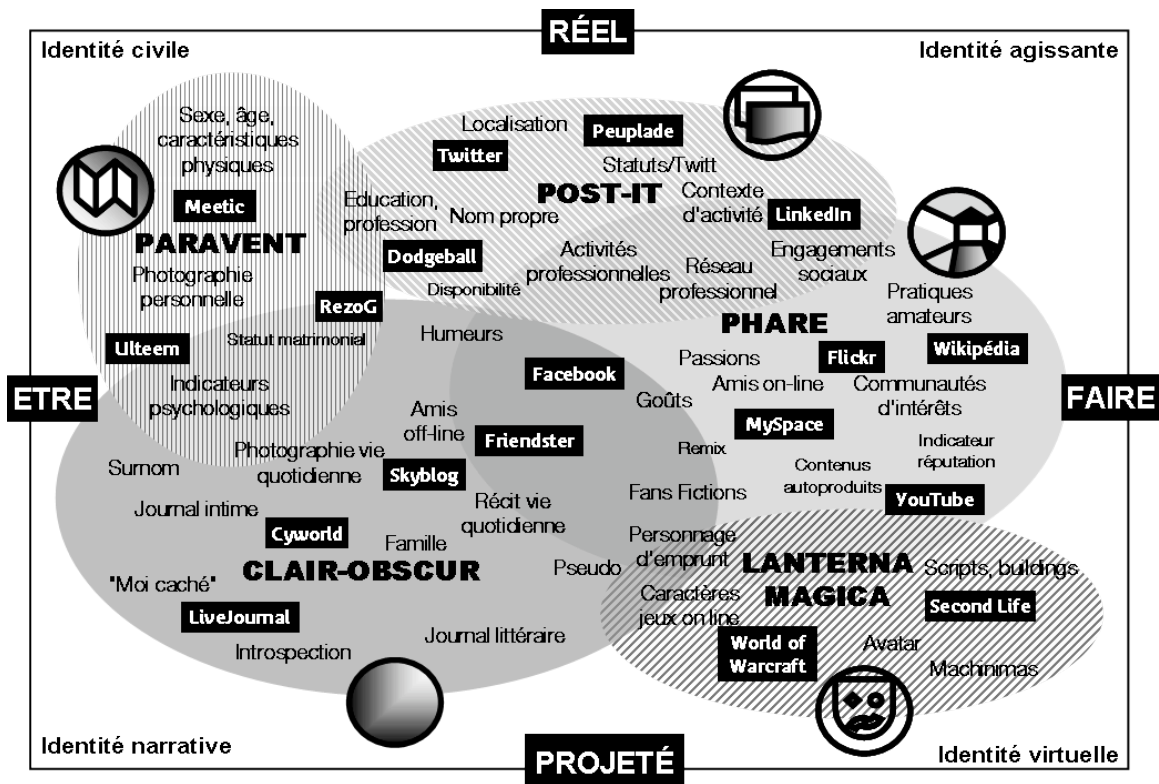 RÉEL
Identité civile
Identité agissante
Sexe, âge,
caractéristiques
physiques
Meetic
PARAVENT
Photographie
personnelle
RezoG
Ulteem
Statut matrimonial
Indicateurs
psychologiques
Localisation
Peuplade
Twitter
Statuts/Twitt
POST-IT
Education,
profession
Nom propre
Contexte
d'activité
LinkedIn
Dodgeball
Activités
professionnelles
Disponibilité
Réseau
professionnel
Engagements
sociaux
Pratiques
amateurs
PHARE
Humeurs
Passions
Flickr
Wikipédia
Facebook
Amis on-line
Communautés
d'intérêts
Goûts
ETRE
FAIRE
Amis
off-line
Friendster
MySpace
Remix
Indicateur
réputation
Contenus
autoproduits
YouTube
Surnom
Photographie vie
quotidienne
Skyblog
Journal intime
Récit vie
quotidienne
Fans Fictions
Cyworld
Famille
Personnage
d'emprunt
CLAIR-OBSCUR
Pseudo
LANTERNA
MAGICA
Scripts, buildings
"Moi caché"
LiveJournal
Caractères
jeux on line
Second Life
Introspection
Journal littéraire
World of
Warcraft
Avatar
Machinimas
Identité narrative
PROJETÉ
Identité virtuelle